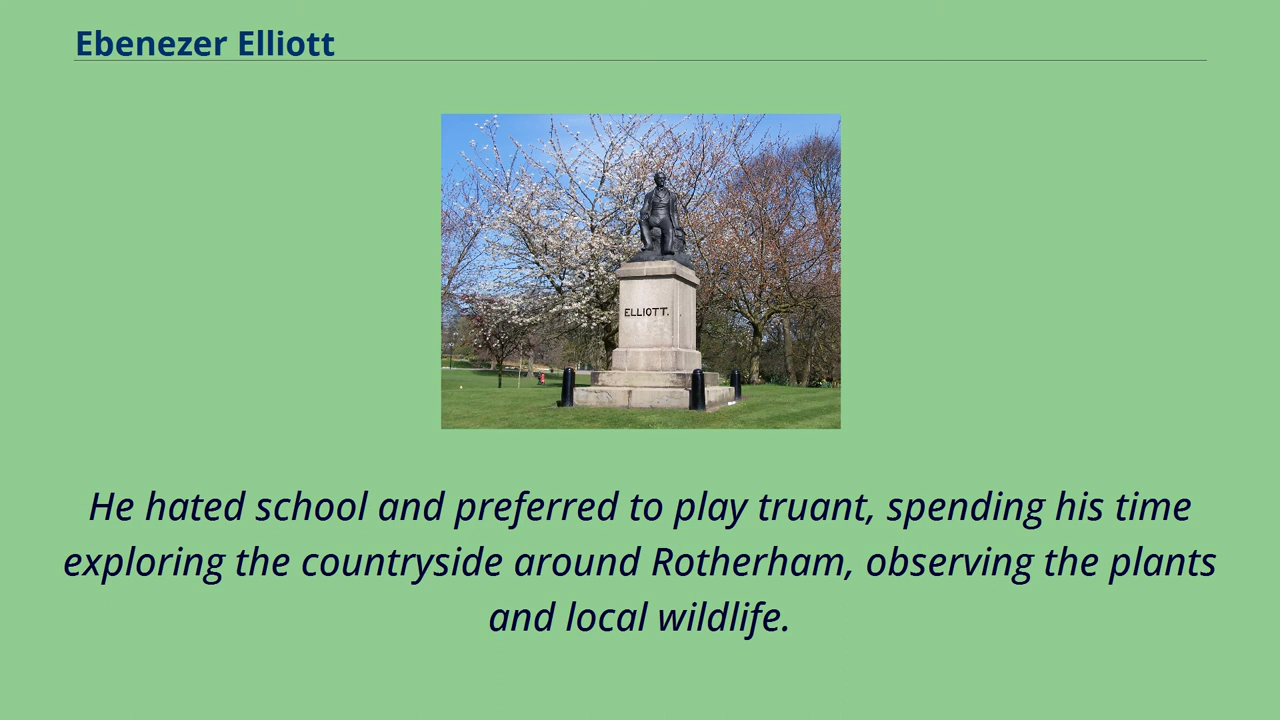 Ebenezer Elliott
ELLIOTT.
He hated school and preferred to play truant, spending his time
exploring the countryside around Rotherham, observing the plants
and local wildlife.